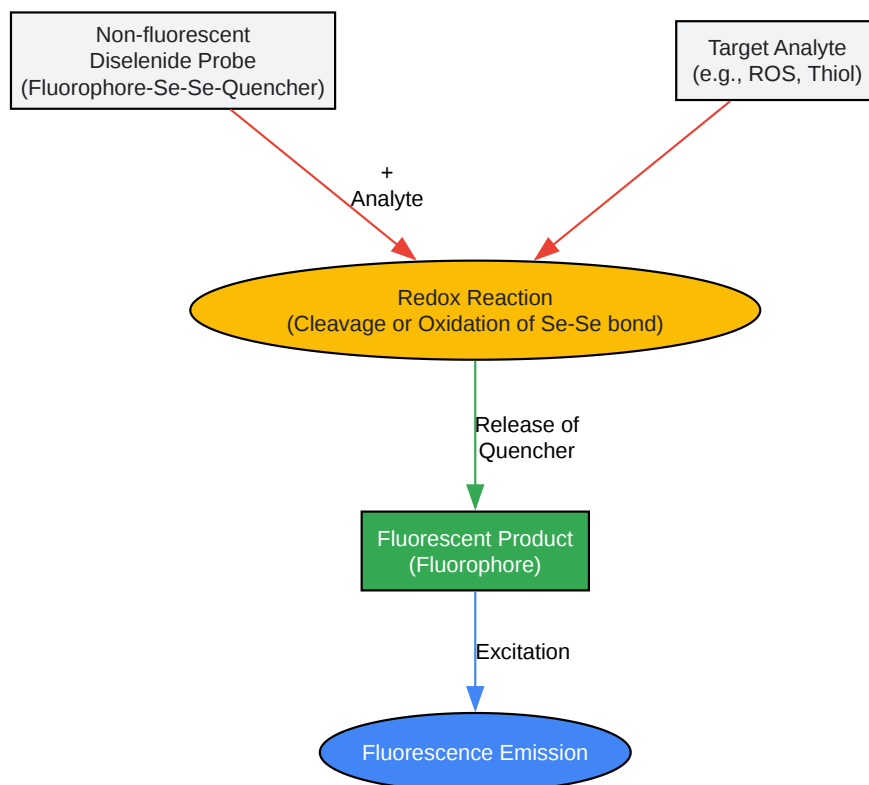 Non-fluorescent
Diselenide Probe
(Fluorophore-Se-Se-Quencher)
Target Analyte
(e.g., ROS, Thiol)
+
Analyte
Redox Reaction
(Cleavage or Oxidation of Se-Se bond)
Release of
Quencher
Fluorescent Product
(Fluorophore)
Excitation
Fluorescence Emission